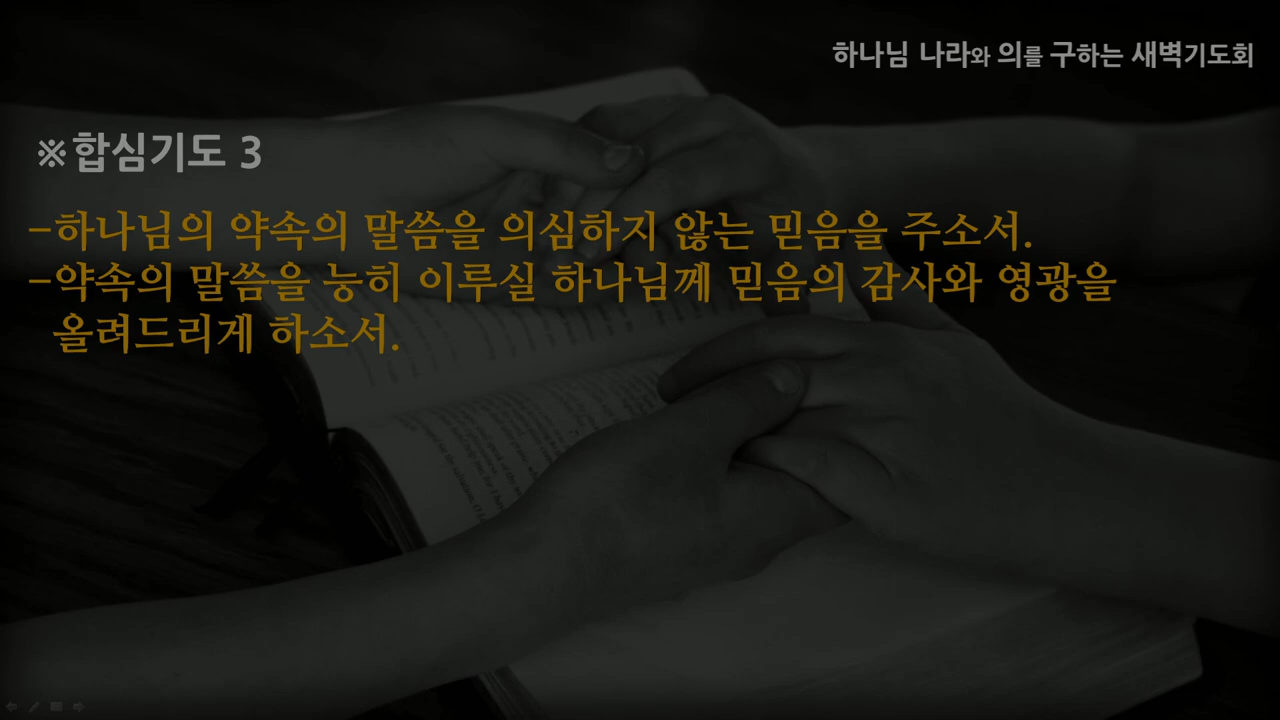 하나님 나라와 의를 구하는 새벽기도회
※합심기도 3
-하나님의 약속의 말씀을 의심하지 않는 믿음을 주소서.
-약속의 말씀을 능히 이루실 하나님께 믿음의 감사와 영광을
올려드리게 하소서.